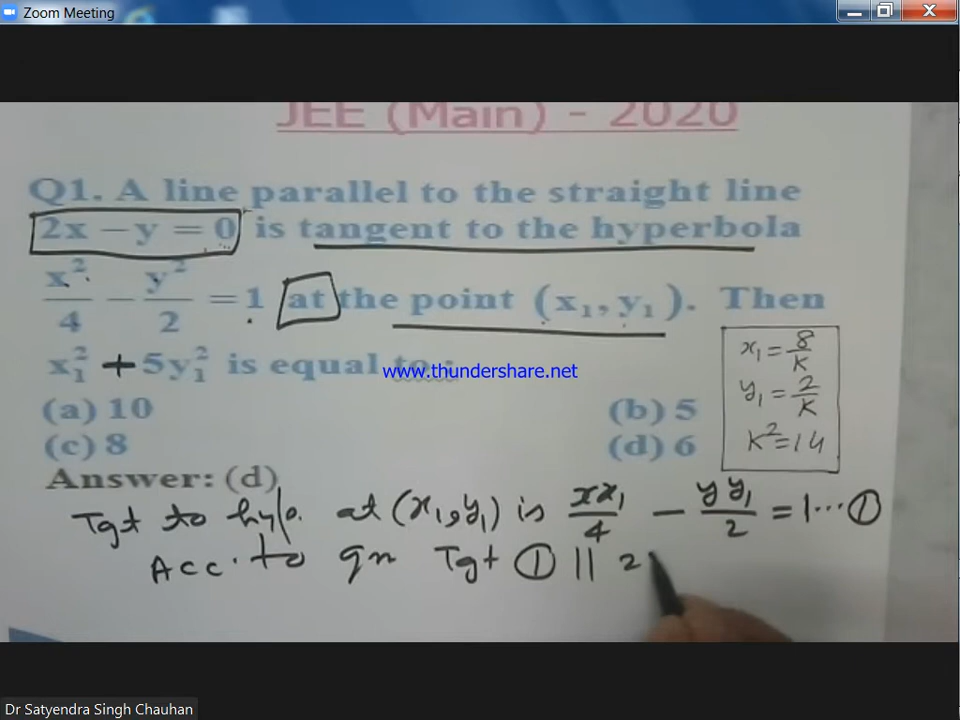 Zoom Meeting
JEE (Main) - 2020
Q1. A line parallel to the straight line
2x - y = 0 is tangent to the hyperbola
x²/4 - y²/2 = 1 at the point (x₁, y₁). Then
x₁² + 5y₁² is equal to :
www.thundershare.net
(a) 10 (b) 5
(c) 8 (d) 6
x₁ = 8/K
y₁ = 2/K
K² = 14
Answer: (d)
Tgt to hyp. at (x₁, y₁) is xx₁/4 - yy₁/2 = 1 ... ①
Acc. to qn Tgt ① || 2
Dr Satyendra Singh Chauhan